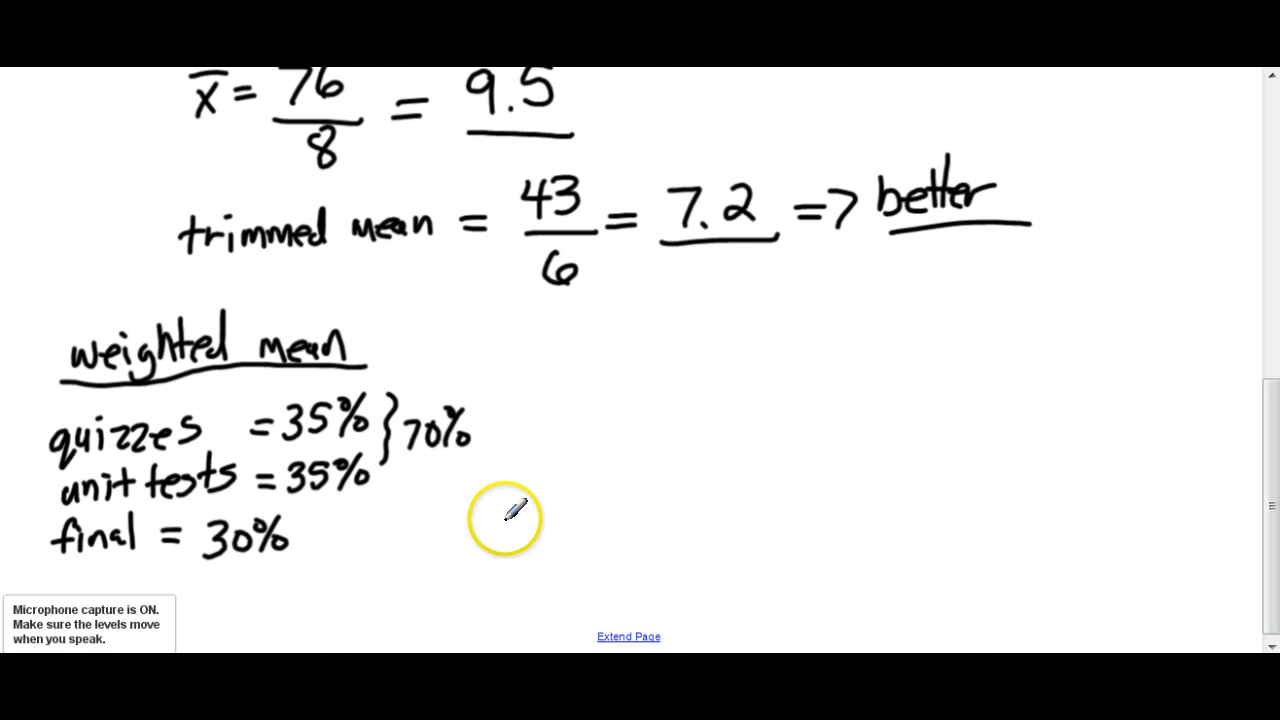 x̄ = 76/8 = 9.5
trimmed mean = 43/6 = 7.2 => better
weighted mean
quizzes = 35% } 70%
unit tests = 35%
final = 30%
Microphone capture is ON.
Make sure the levels move
when you speak.
Extend Page